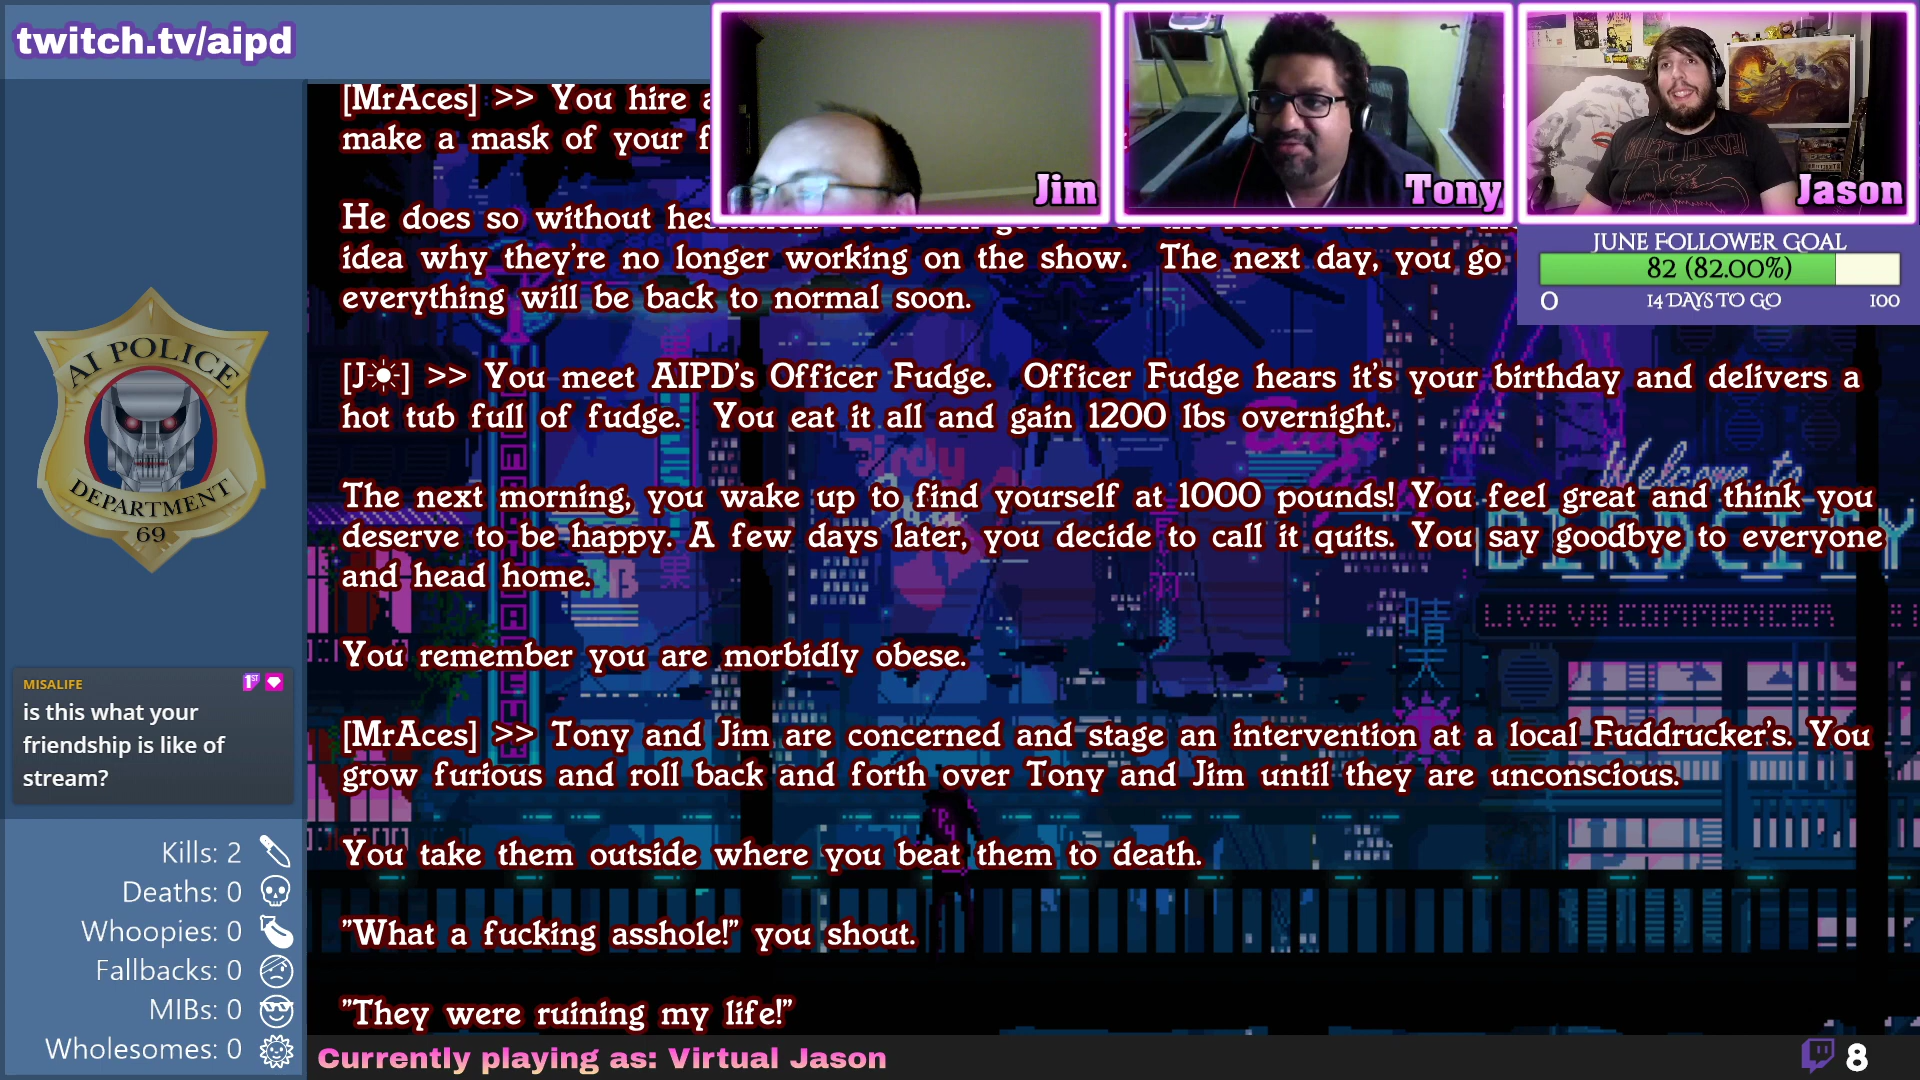 twitch.tv/aipd
Jim
Tony
Jason
JUNE FOLLOWER GOAL
82 (82.00%)
0 14 DAYS TO GO 100
[MrAces] >> You hire
make a mask of your
He does so without
idea why they're no longer working on the show. The next day, you go
everything will be back to normal soon.
[J☀] >> You meet AIPD's Officer Fudge. Officer Fudge hears it's your birthday and delivers a
hot tub full of fudge. You eat it all and gain 1200 lbs overnight.
The next morning, you wake up to find yourself at 1000 pounds! You feel great and think you
deserve to be happy. A few days later, you decide to call it quits. You say goodbye to everyone
and head home.
You remember you are morbidly obese.
[MrAces] >> Tony and Jim are concerned and stage an intervention at a local Fuddrucker's. You
grow furious and roll back and forth over Tony and Jim until they are unconscious.
You take them outside where you beat them to death.
"What a fucking asshole!" you shout.
"They were ruining my life!"
Welcome to
BIRDCITY
晴天
AI POLICE
DEPARTMENT
69
MISALIFE 1ST
is this what your
friendship is like of
stream?
Kills: 2
Deaths: 0
Whoopies: 0
Fallbacks: 0
MIBs: 0
Wholesomes: 0
Currently playing as: Virtual Jason
8